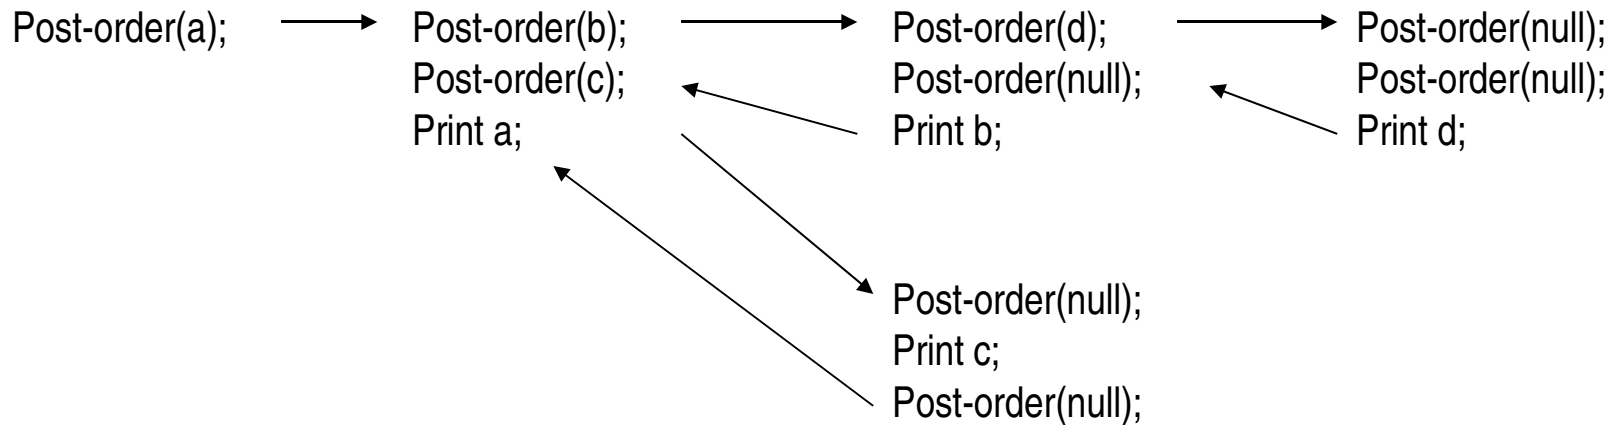 Post-order(a);
Post-order(b);
Post-order(c);
Print a;
Post-order(d);
Post-order(null);
Print b;
Post-order(null);
Post-order(null);
Print d;
Post-order(null);
Print c;
Post-order(null);